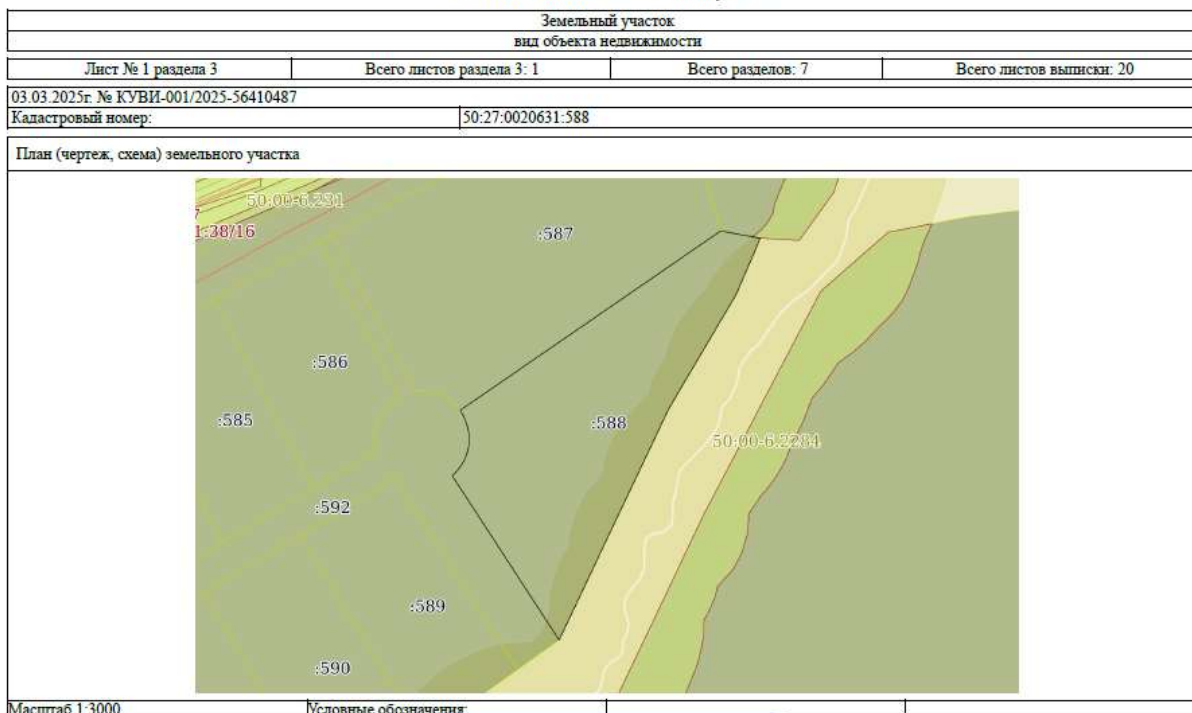 Земельный участок
вид объекта недвижимости
Лист № 1 раздела 3 Всего листов раздела 3: 1 Всего разделов: 7 Всего листов выписки: 20
03.03.2025г. № КУВИ-001/2025-56410487
Кадастровый номер: 50:27:0020631:588
План (чертеж, схема) земельного участка
50:00-6.231
1:38/16
:587
:586
:585
:588
50:00-6.2284
:592
:589
:590
Масштаб 1:3000 Условные обозначения: